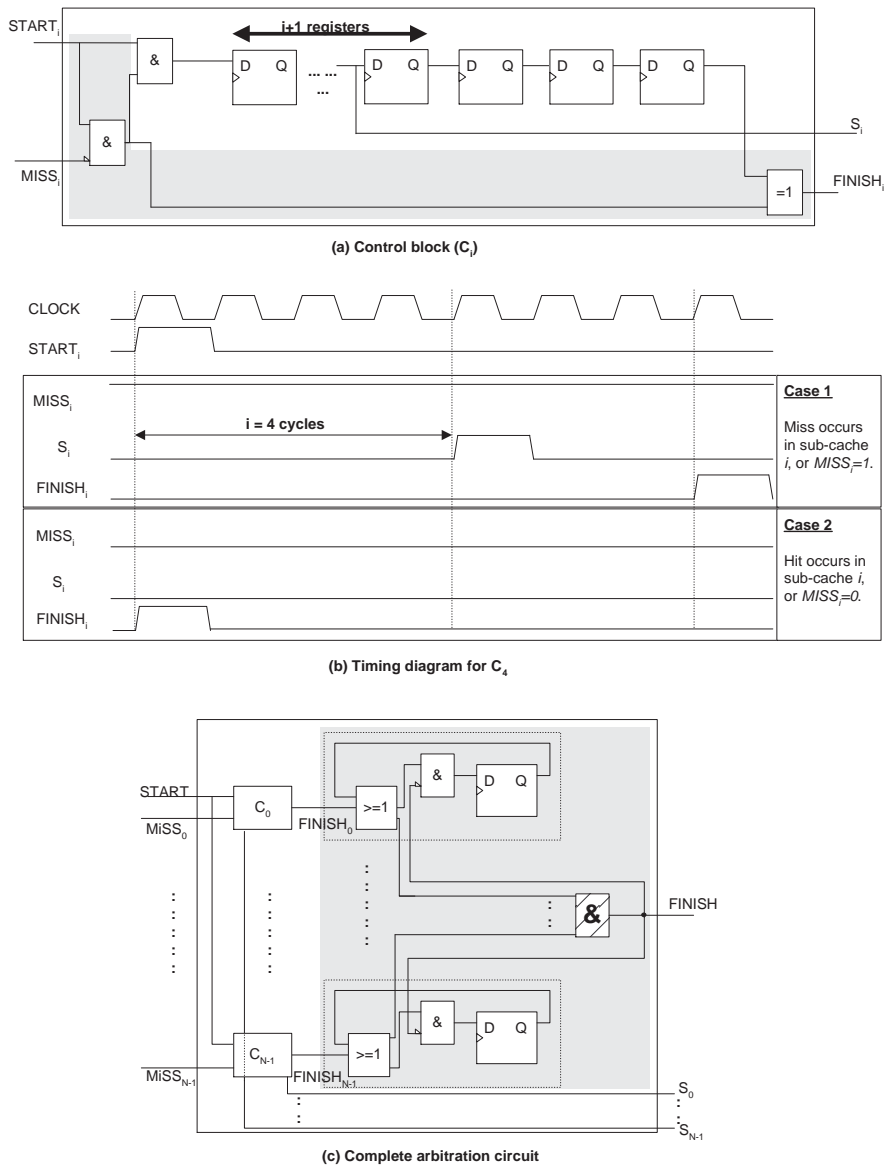 START_i
i+1 registers
&
D Q
... ...
...
D Q
D Q
D Q
D Q
S_i
&
MISS_i
=1
FINISH_i
(a) Control block (C_i)
CLOCK
START_i
MISS_i
i = 4 cycles
S_i
FINISH_i
Case 1
Miss occurs
in sub-cache
i, or MISS_i=1.
MISS_i
S_i
FINISH_i
Case 2
Hit occurs in
sub-cache i,
or MISS_i=0.
(b) Timing diagram for C_4
START
C_0
MiSS_0
FINISH_0
>=1
&
D Q
&
FINISH
C_N-1
MiSS_N-1
FINISH_N-1
>=1
&
D Q
S_0
S_N-1
(c) Complete arbitration circuit